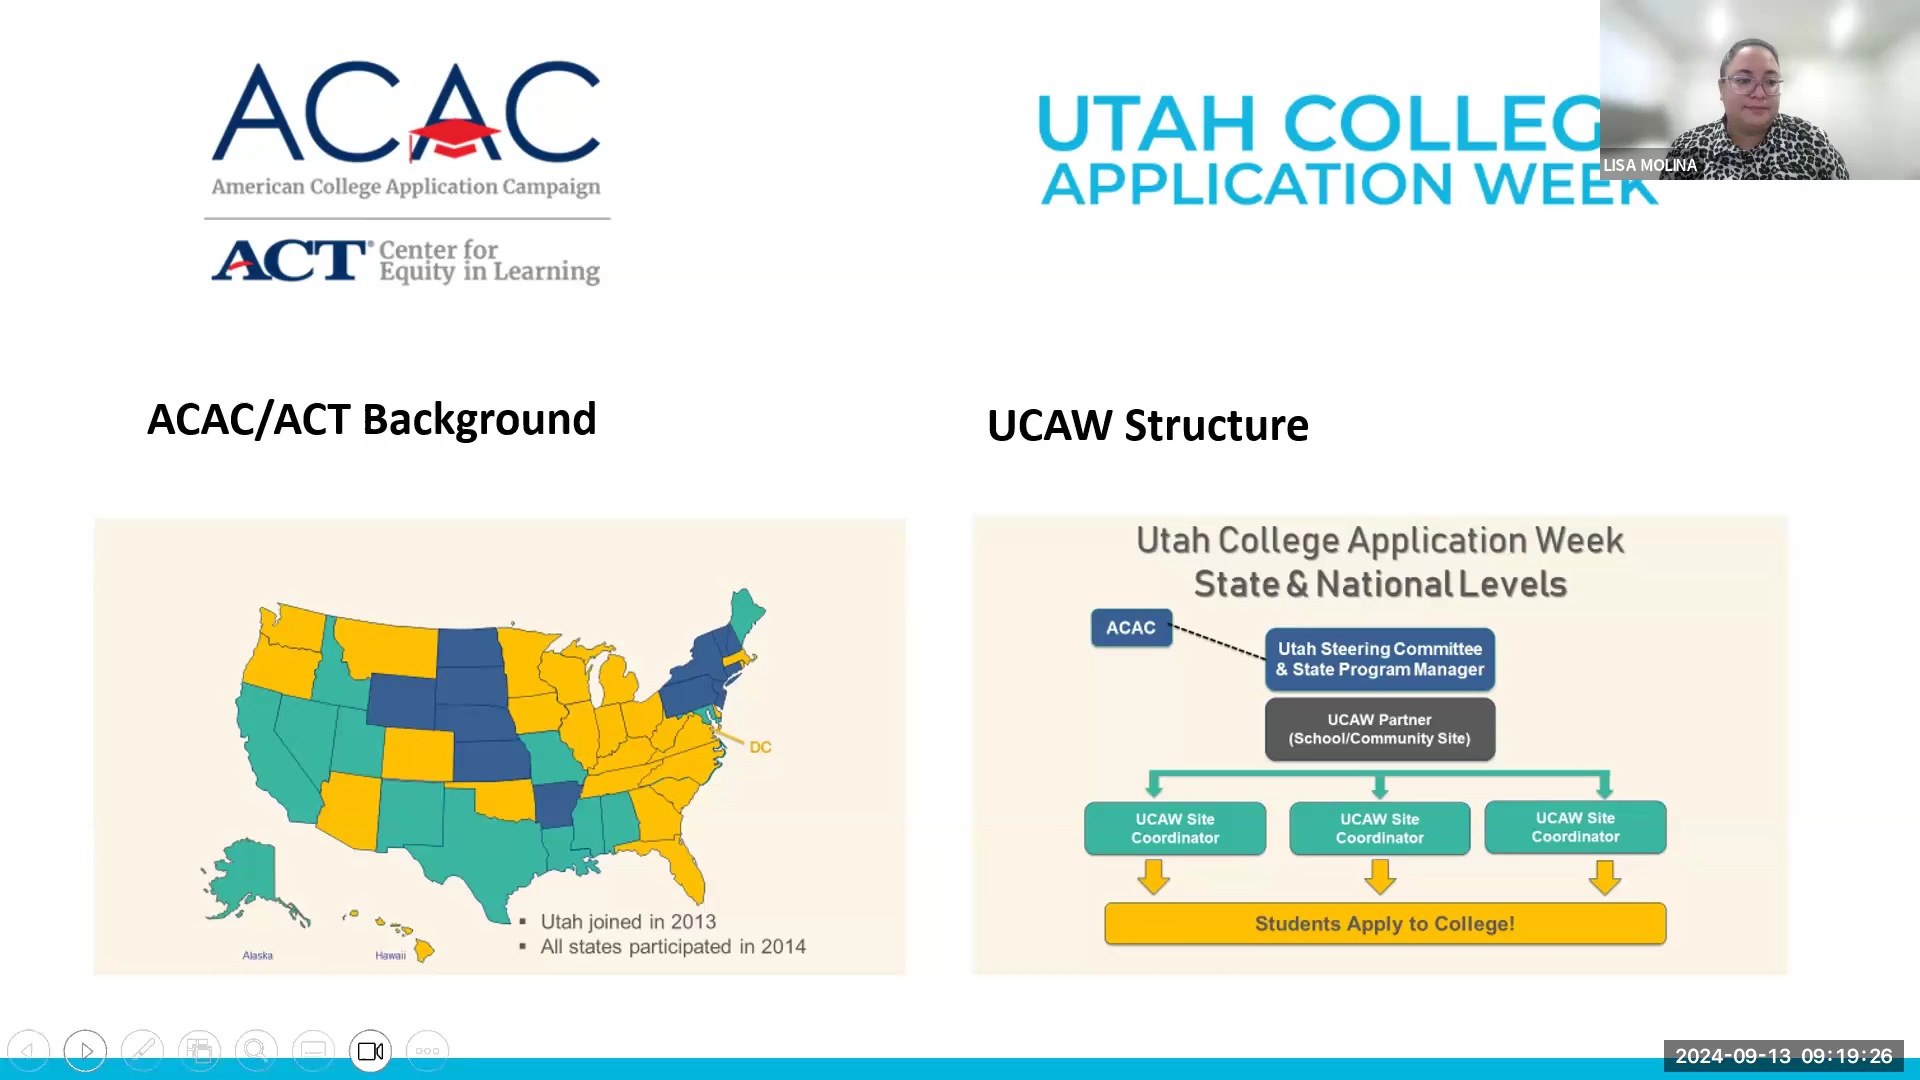 ACAC
American College Application Campaign
ACT® Center for
Equity in Learning
UTAH COLLEG
APPLICATION WEEK
LISA MOLINA
ACAC/ACT Background
UCAW Structure
DC
Alaska
Hawaii
▪ Utah joined in 2013
▪ All states participated in 2014
Utah College Application Week
State & National Levels
ACAC
Utah Steering Committee
& State Program Manager
UCAW Partner
(School/Community Site)
UCAW Site
Coordinator
UCAW Site
Coordinator
UCAW Site
Coordinator
Students Apply to College!
2024-09-13 09:19:26